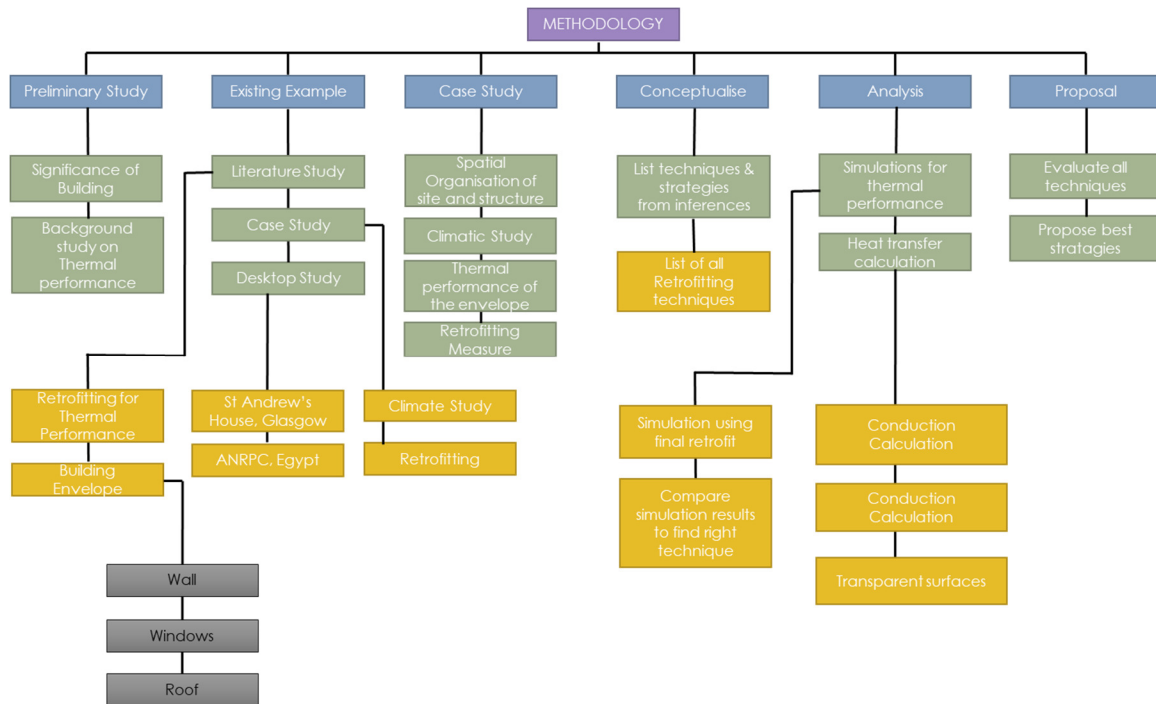 METHODOLOGY
Preliminary Study
Existing Example
Case Study
Conceptualise
Analysis
Proposal
Significance of
Building
Background
study on
Thermal
performance
Literature Study
Case Study
Desktop Study
Spatial
Organisation of
site and structure
Climatic Study
Thermal
performance of
the envelope
Retrofitting
Measure
List techniques &
strategies
from inferences
List of all
Retrofitting
techniques
Simulations for
thermal
performance
Heat transfer
calculation
Evaluate all
techniques
Propose best
stratagies
Retrofitting for
Thermal
Performance
Building
Envelope
St Andrew's
House, Glasgow
ANRPC, Egypt
Climate Study
Retrofitting
Simulation using
final retrofit
Compare
simulation results
to find right
technique
Conduction
Calculation
Conduction
Calculation
Transparent surfaces
Wall
Windows
Roof